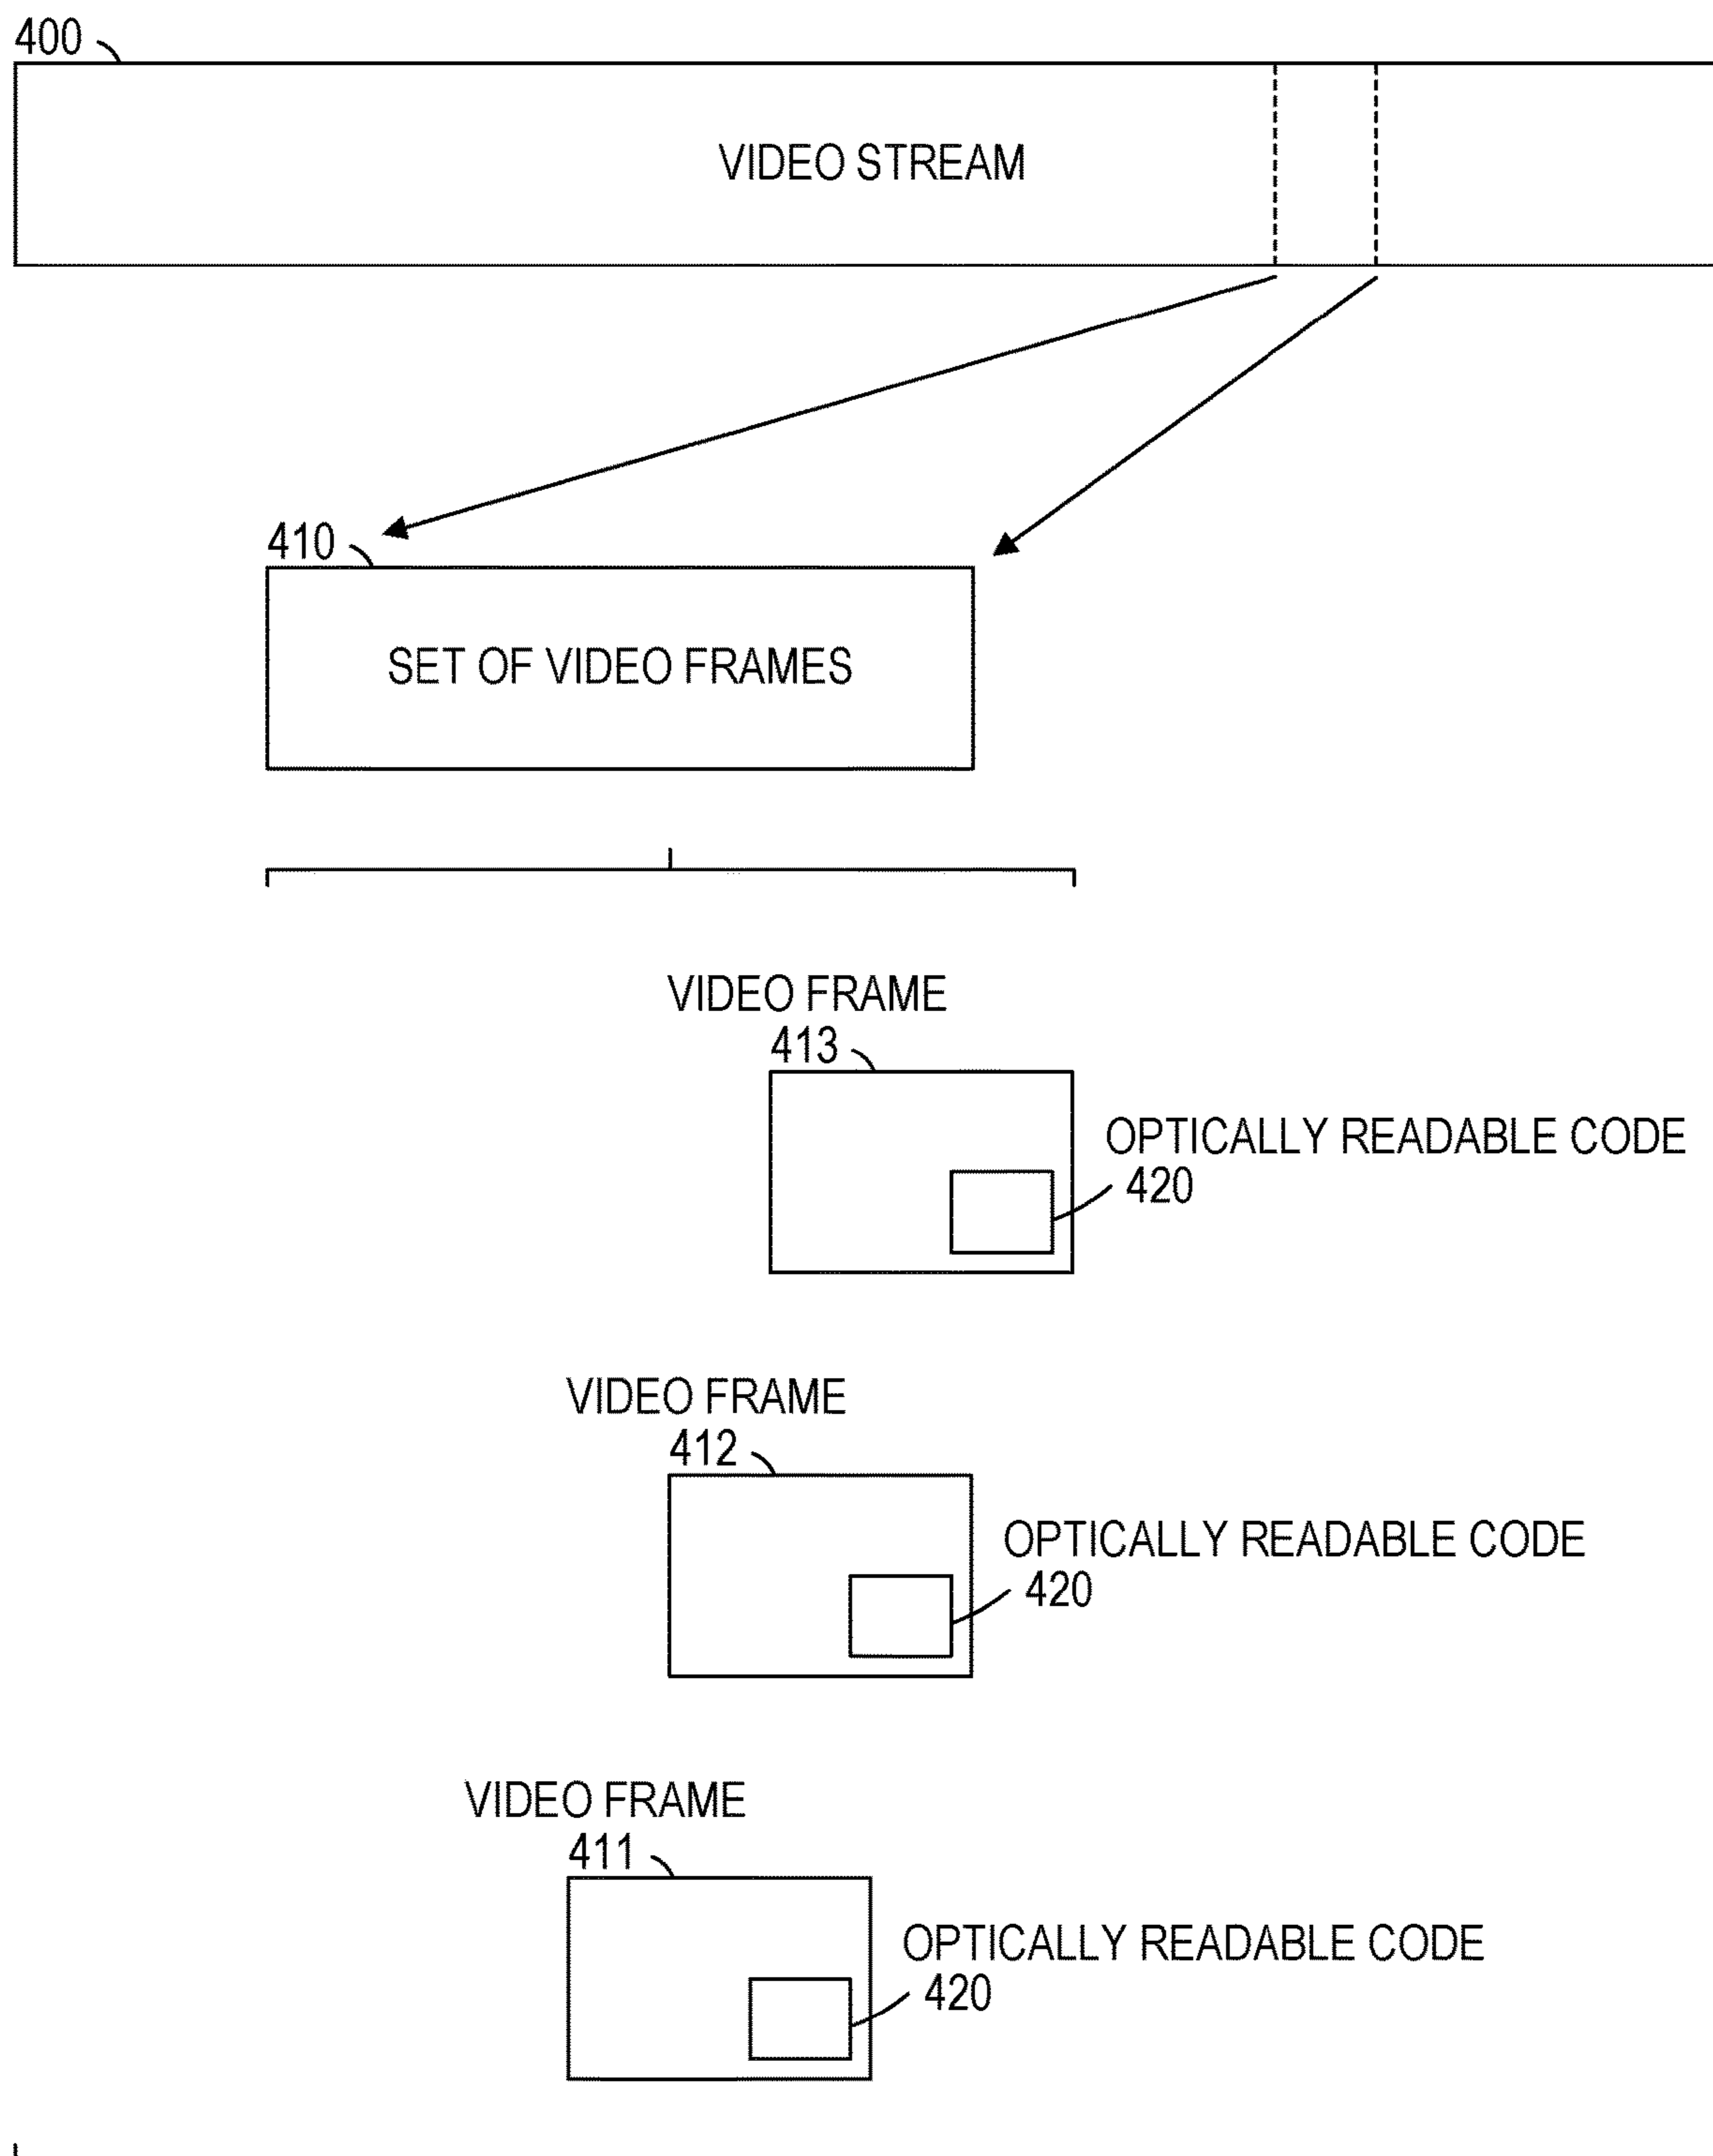 400
VIDEO STREAM
410
SET OF VIDEO FRAMES
VIDEO FRAME
413
OPTICALLY READABLE CODE
420
VIDEO FRAME
412
OPTICALLY READABLE CODE
420
VIDEO FRAME
411
OPTICALLY READABLE CODE
420